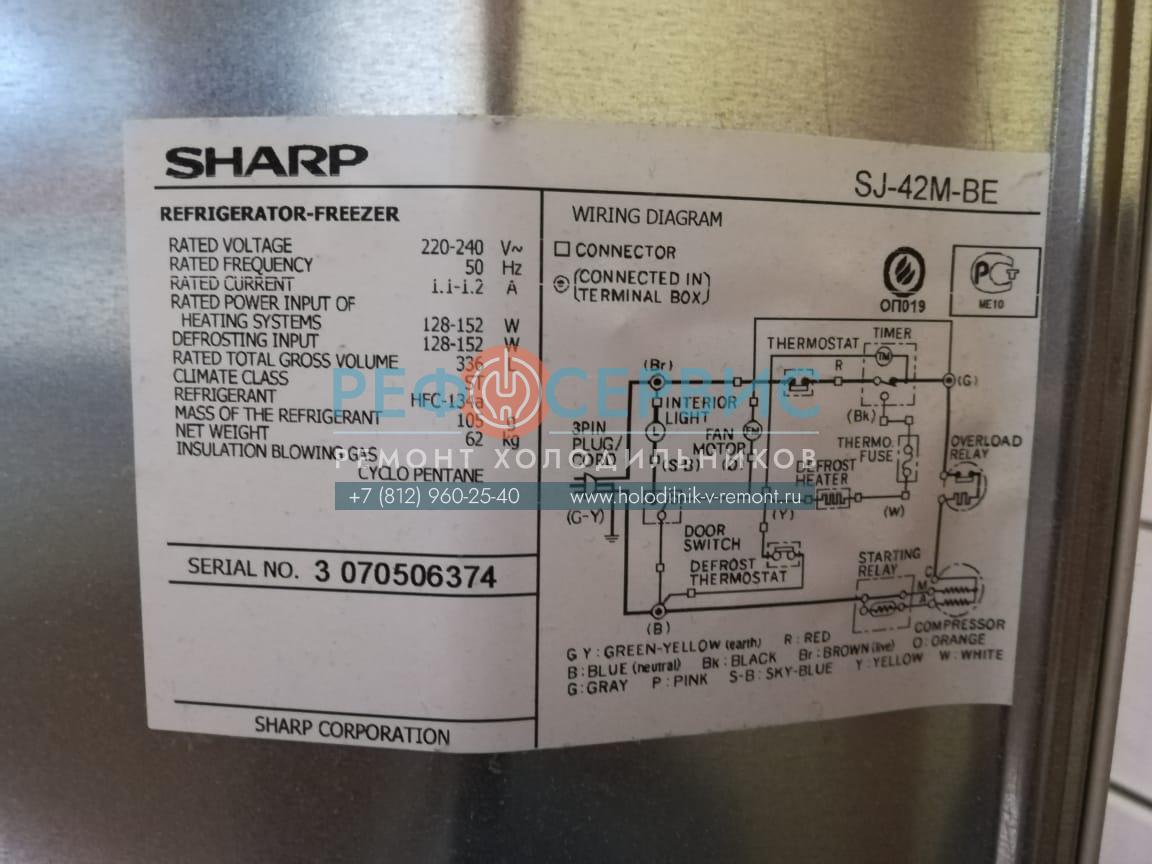 SHARP
SJ-42M-BE
REFRIGERATOR-FREEZER
RATED VOLTAGE 220-240 V~
RATED FREQUENCY 50 Hz
RATED CURRENT i.i-i.2 A
RATED POWER INPUT OF
HEATING SYSTEMS 128-152 W
DEFROSTING INPUT 128-152 W
RATED TOTAL GROSS VOLUME 336
CLIMATE CLASS ST
REFRIGERANT HFC-134a
MASS OF THE REFRIGERANT 105 g
NET WEIGHT 62 kg
INSULATION BLOWING GAS
CYCLO PENTANE
SERIAL NO. 3 070506374
SHARP CORPORATION
WIRING DIAGRAM
CONNECTOR
(CONNECTED IN)
(TERMINAL BOX)
ОП019
РСТ
ME10
TIMER
THERMOSTAT
TM
R
(Br)
(G)
INTERIOR
LIGHT
L
(Bk)
FAN
MOTOR
FM
3PIN
PLUG/
CORD
THERMO.
FUSE
OVERLOAD
RELAY
(S-B)
(O)
DEFROST
HEATER
(G-Y)
(Y)
(W)
DOOR
SWITCH
DEFROST
THERMOSTAT
STARTING
RELAY
C
M
A
(B)
COMPRESSOR
G Y : GREEN-YELLOW (earth) R : RED O : ORANGE
B : BLUE (neutral) Bk : BLACK Br : BROWN (live) W : WHITE
G : GRAY P : PINK S-B : SKY-BLUE Y : YELLOW
РЕФ СЕРВИС
РЕМОНТ ХОЛОДИЛЬНИКОВ
+7 (812) 960-25-40 www.holodilnik-v-remont.ru